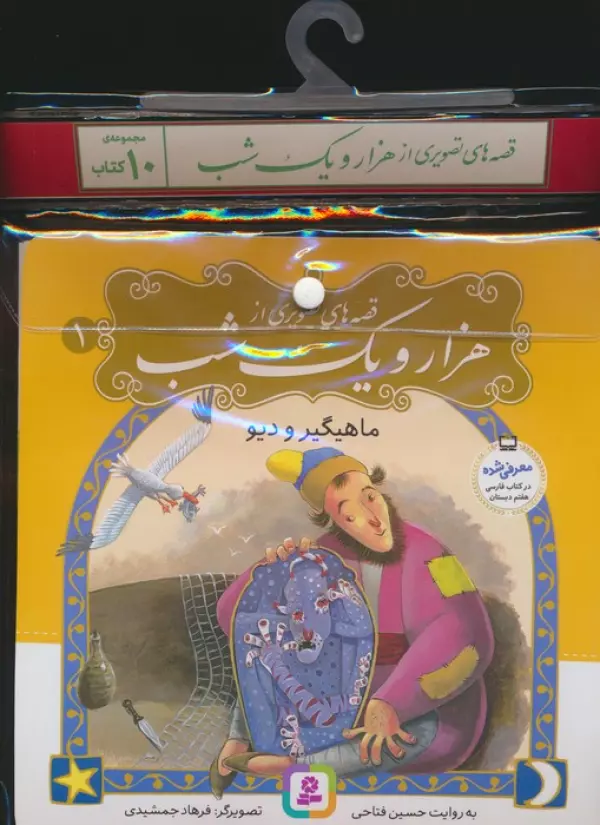 قصه‌های تصویری از هزار و یک شب
مجموعه‌ی
۱۰ کتاب
قصه‌های تصویری از
هزار و یک شب
۱
ماهیگیر و دیو
معرفی شده
در کتاب فارسی
هفتم دبستان
به روایت حسین فتاحی
تصویرگر: فرهاد جمشیدی